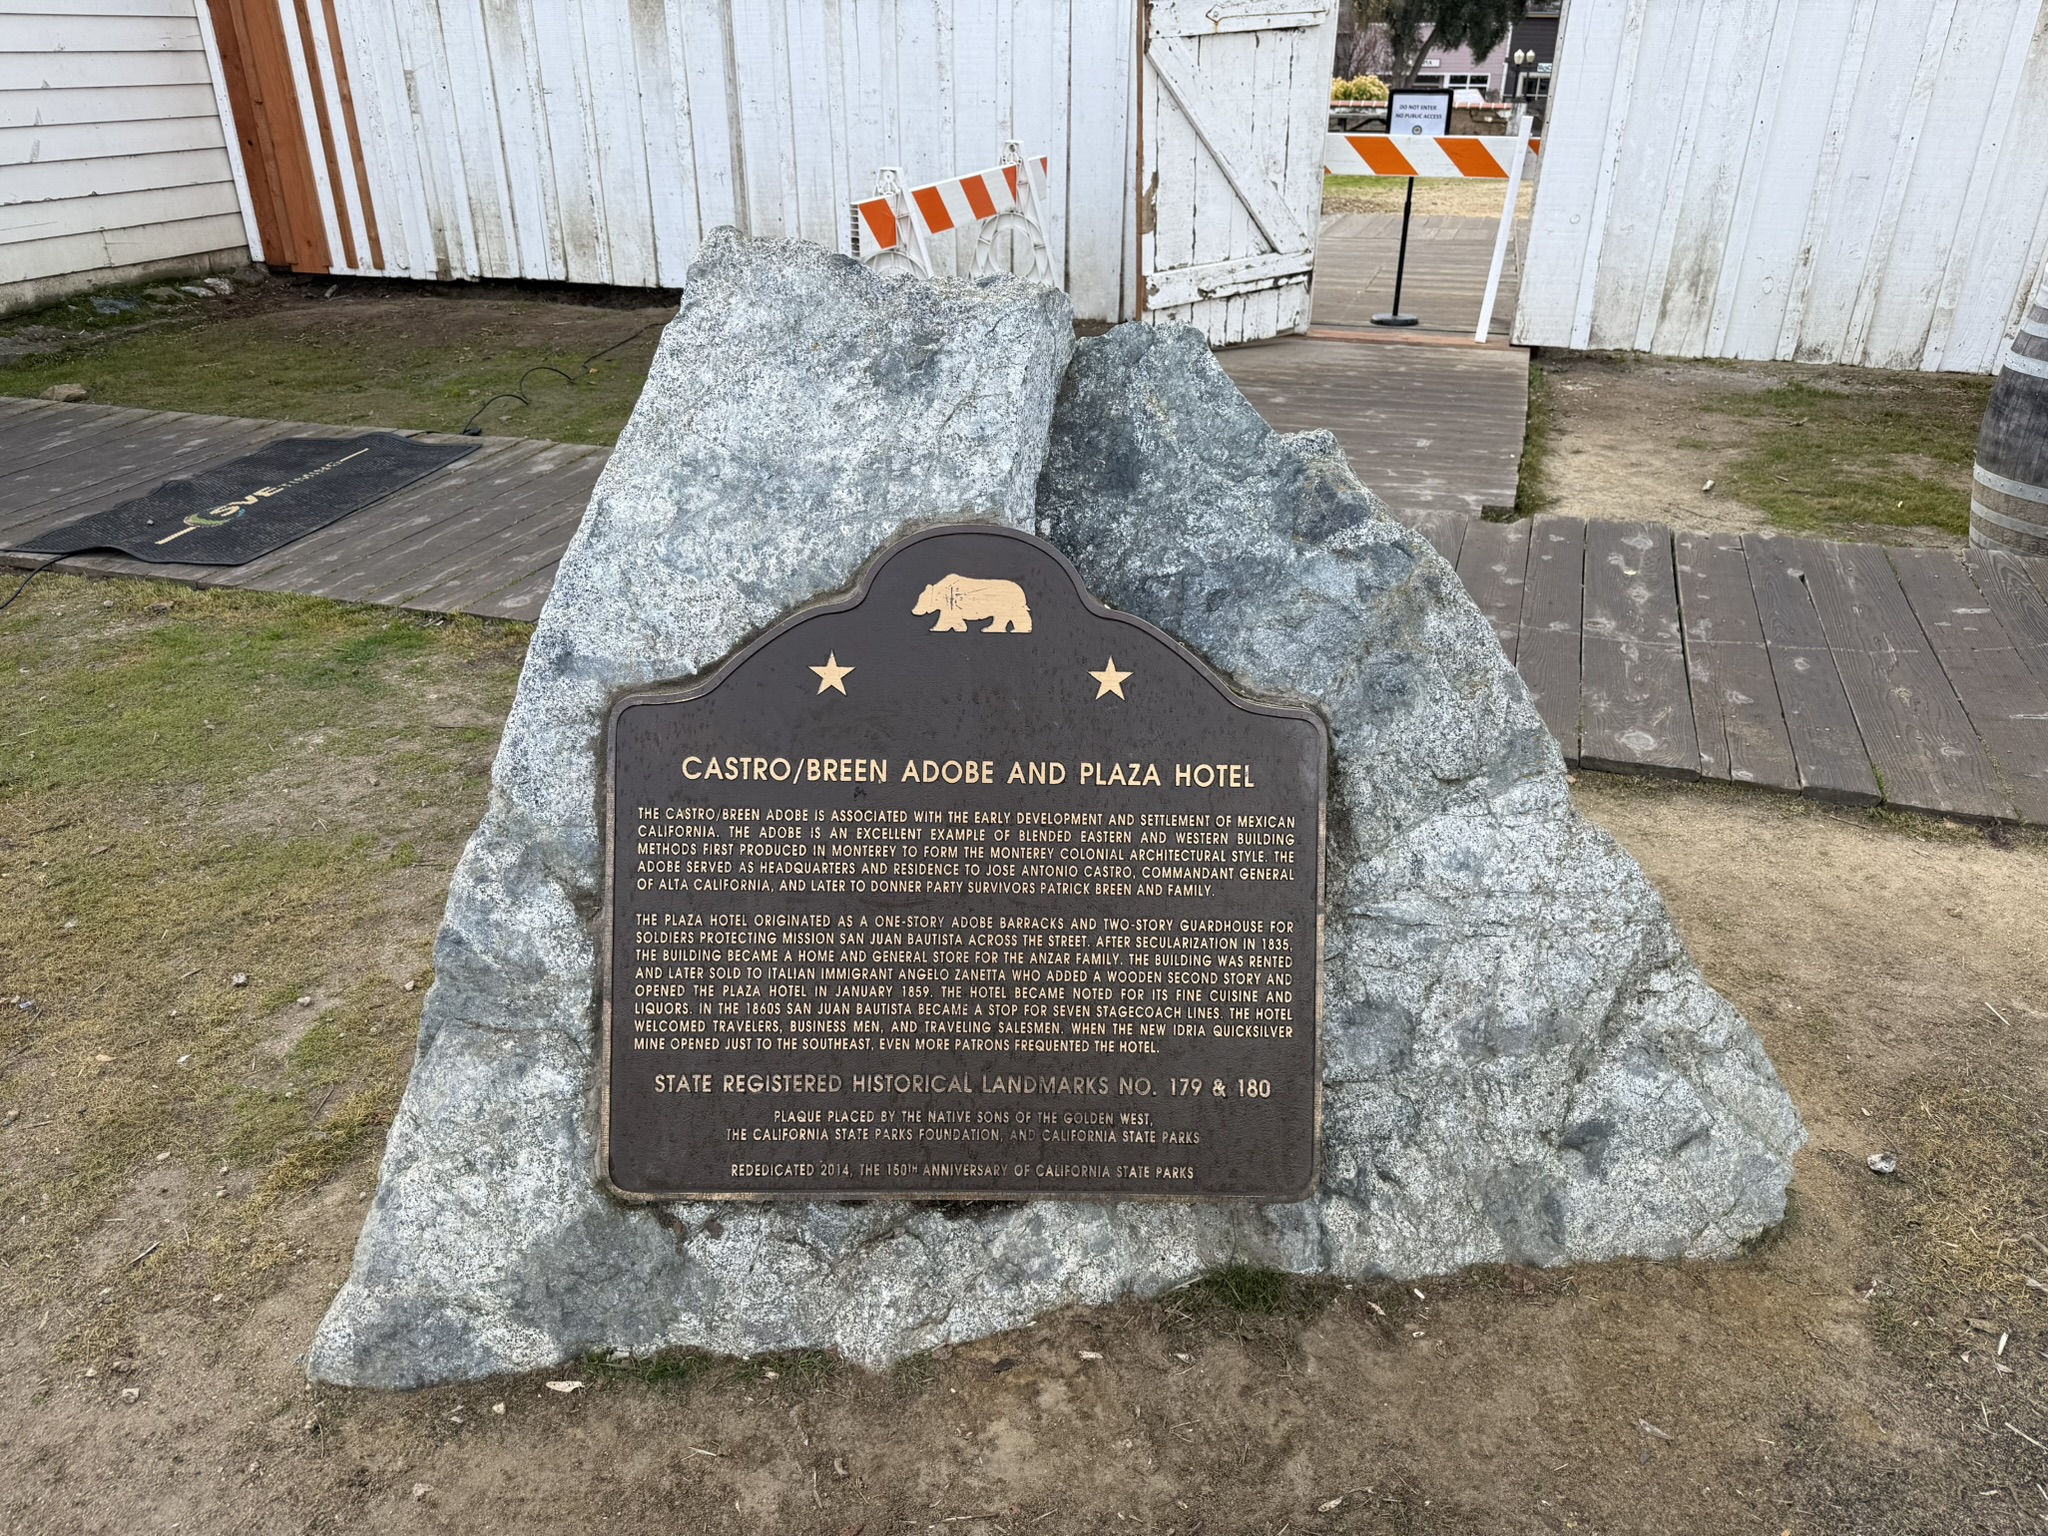 DO NOT ENTER
NO PUBLIC ACCESS
SVE TIMING
CASTRO/BREEN ADOBE AND PLAZA HOTEL
THE CASTRO/BREEN ADOBE IS ASSOCIATED WITH THE EARLY DEVELOPMENT AND SETTLEMENT OF MEXICAN
CALIFORNIA. THE ADOBE IS AN EXCELLENT EXAMPLE OF BLENDED EASTERN AND WESTERN BUILDING
METHODS FIRST PRODUCED IN MONTEREY TO FORM THE MONTEREY COLONIAL ARCHITECTURAL STYLE. THE
ADOBE SERVED AS HEADQUARTERS AND RESIDENCE TO JOSE ANTONIO CASTRO, COMMANDANT GENERAL
OF ALTA CALIFORNIA, AND LATER TO DONNER PARTY SURVIVORS PATRICK BREEN AND FAMILY.
THE PLAZA HOTEL ORIGINATED AS A ONE-STORY ADOBE BARRACKS AND TWO-STORY GUARDHOUSE FOR
SOLDIERS PROTECTING MISSION SAN JUAN BAUTISTA ACROSS THE STREET. AFTER SECULARIZATION IN 1835,
THE BUILDING BECAME A HOME AND GENERAL STORE FOR THE ANZAR FAMILY. THE BUILDING WAS RENTED
AND LATER SOLD TO ITALIAN IMMIGRANT ANGELO ZANETTA WHO ADDED A WOODEN SECOND STORY AND
OPENED THE PLAZA HOTEL IN JANUARY 1859. THE HOTEL BECAME NOTED FOR ITS FINE CUISINE AND
LIQUORS. IN THE 1860S SAN JUAN BAUTISTA BECAME A STOP FOR SEVEN STAGECOACH LINES. THE HOTEL
WELCOMED TRAVELERS, BUSINESS MEN, AND TRAVELING SALESMEN. WHEN THE NEW IDRIA QUICKSILVER
MINE OPENED JUST TO THE SOUTHEAST, EVEN MORE PATRONS FREQUENTED THE HOTEL.
STATE REGISTERED HISTORICAL LANDMARKS NO. 179 & 180
PLAQUE PLACED BY THE NATIVE SONS OF THE GOLDEN WEST,
THE CALIFORNIA STATE PARKS FOUNDATION, AND CALIFORNIA STATE PARKS
REDEDICATED 2014, THE 150TH ANNIVERSARY OF CALIFORNIA STATE PARKS